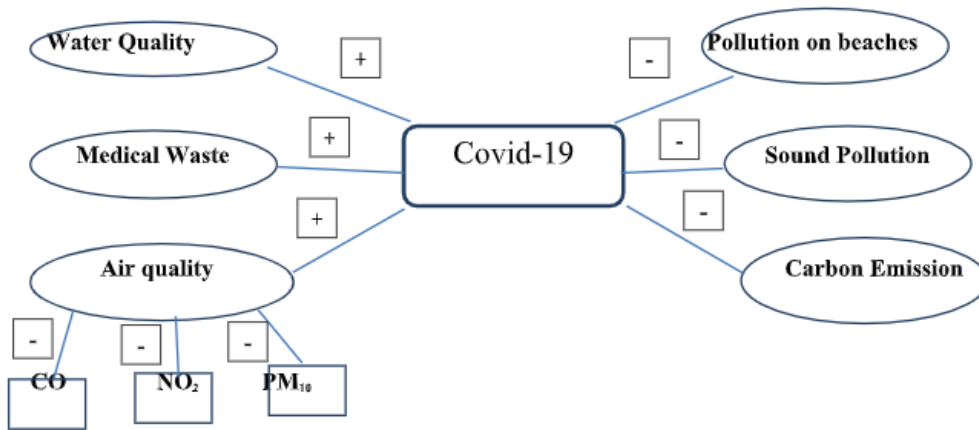 Water Quality
+
-
Pollution on beaches
Medical Waste
+
Covid-19
-
Sound Pollution
Air quality
+
-
Carbon Emission
-
-
-
CO
NO₂
PM₁₀